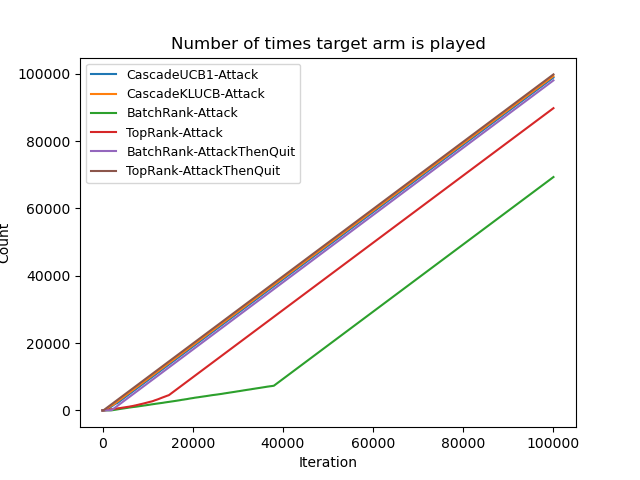 Number of times target arm is played
100000
80000
60000
40000
20000
0
Count
CascadeUCB1-Attack
CascadeKLUCB-Attack
BatchRank-Attack
TopRank-Attack
BatchRank-AttackThenQuit
TopRank-AttackThenQuit
0 20000 40000 60000 80000 100000
Iteration